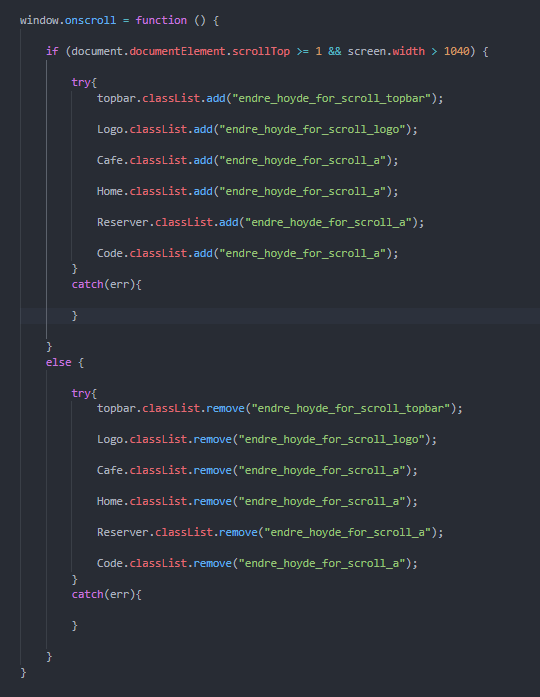 window.onscroll = function () {
if (document.documentElement.scrollTop >= 1 && screen.width > 1040) {
try{
topbar.classList.add("endre_hoyde_for_scroll_topbar");
Logo.classList.add("endre_hoyde_for_scroll_logo");
Cafe.classList.add("endre_hoyde_for_scroll_a");
Home.classList.add("endre_hoyde_for_scroll_a");
Reserver.classList.add("endre_hoyde_for_scroll_a");
Code.classList.add("endre_hoyde_for_scroll_a");
}
catch(err){
}
}
else {
try{
topbar.classList.remove("endre_hoyde_for_scroll_topbar");
Logo.classList.remove("endre_hoyde_for_scroll_logo");
Cafe.classList.remove("endre_hoyde_for_scroll_a");
Home.classList.remove("endre_hoyde_for_scroll_a");
Reserver.classList.remove("endre_hoyde_for_scroll_a");
Code.classList.remove("endre_hoyde_for_scroll_a");
}
catch(err){
}
}
}